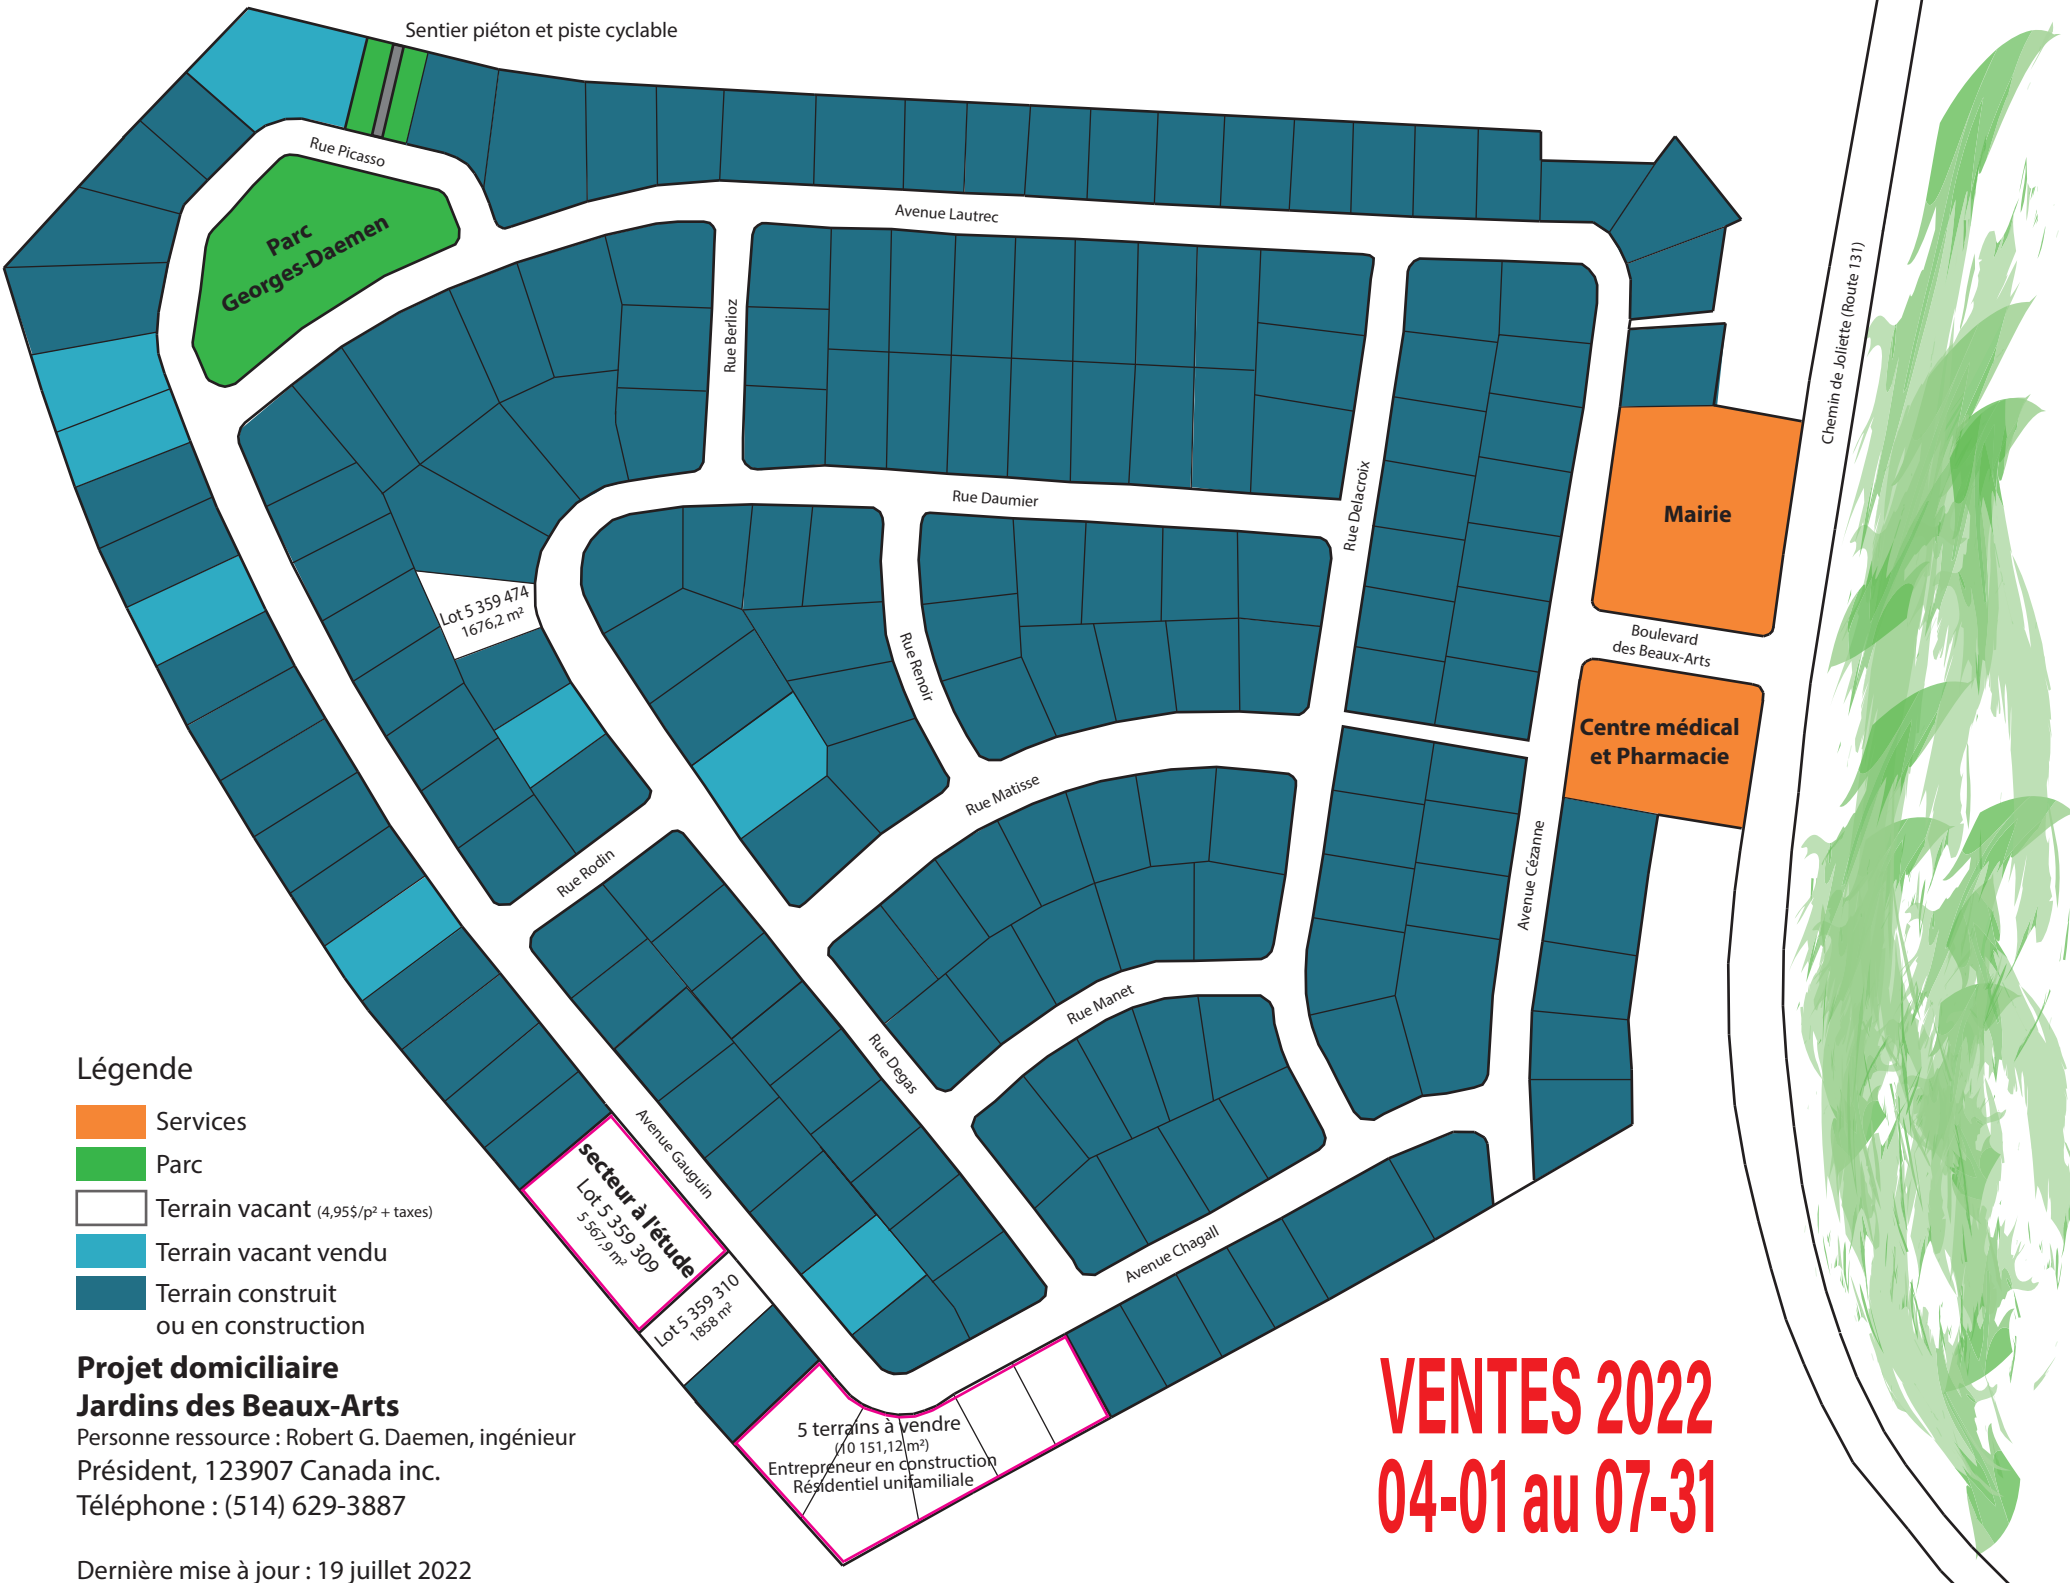 Sentier piéton et piste cyclable
Rue Picasso
Parc
Georges-Daemen
Avenue Lautrec
Rue Berlioz
Chemin de Joliette (Route 131)
Rue Daumier
Rue Delacroix
Mairie
Lot 5 359 474
1676,2 m²
Rue Renoir
Boulevard
des Beaux-Arts
Centre médical
et Pharmacie
Rue Matisse
Rue Rodin
Avenue Cézanne
Rue Manet
Rue Degas
Avenue Gauguin
secteur à l'étude
Lot 5 359 309
5 567,9 m²
Avenue Chagall
Lot 5 359 310
1858 m²
5 terrains à vendre
(10 151,12 m²)
Entrepreneur en construction
Résidentiel unifamiliale
Légende
Services
Parc
Terrain vacant (4,95$/p² + taxes)
Terrain vacant vendu
Terrain construit
ou en construction
Projet domiciliaire
Jardins des Beaux-Arts
Personne ressource : Robert G. Daemen, ingénieur
Président, 123907 Canada inc.
Téléphone : (514) 629-3887
Dernière mise à jour : 19 juillet 2022
VENTES 2022
04-01 au 07-31